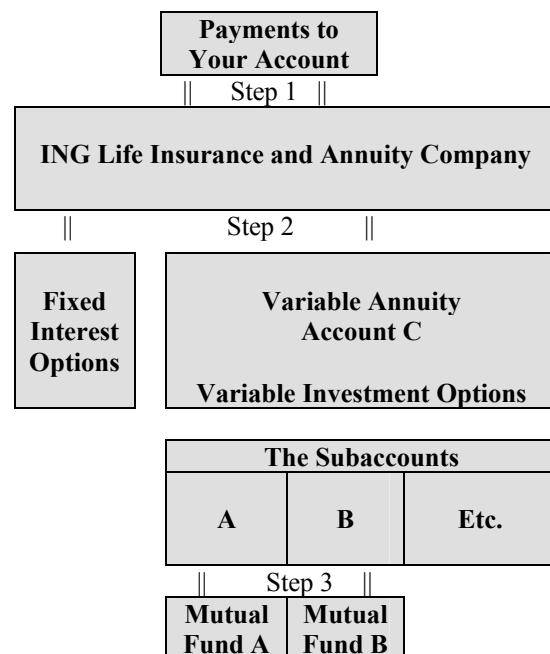 Payments to
Your Account
|| Step 1 ||
ING Life Insurance and Annuity Company
|| Step 2 ||
Fixed
Interest
Options
Variable Annuity
Account C
Variable Investment Options
The Subaccounts
A B Etc.
|| Step 3 ||
Mutual
Fund A
Mutual
Fund B